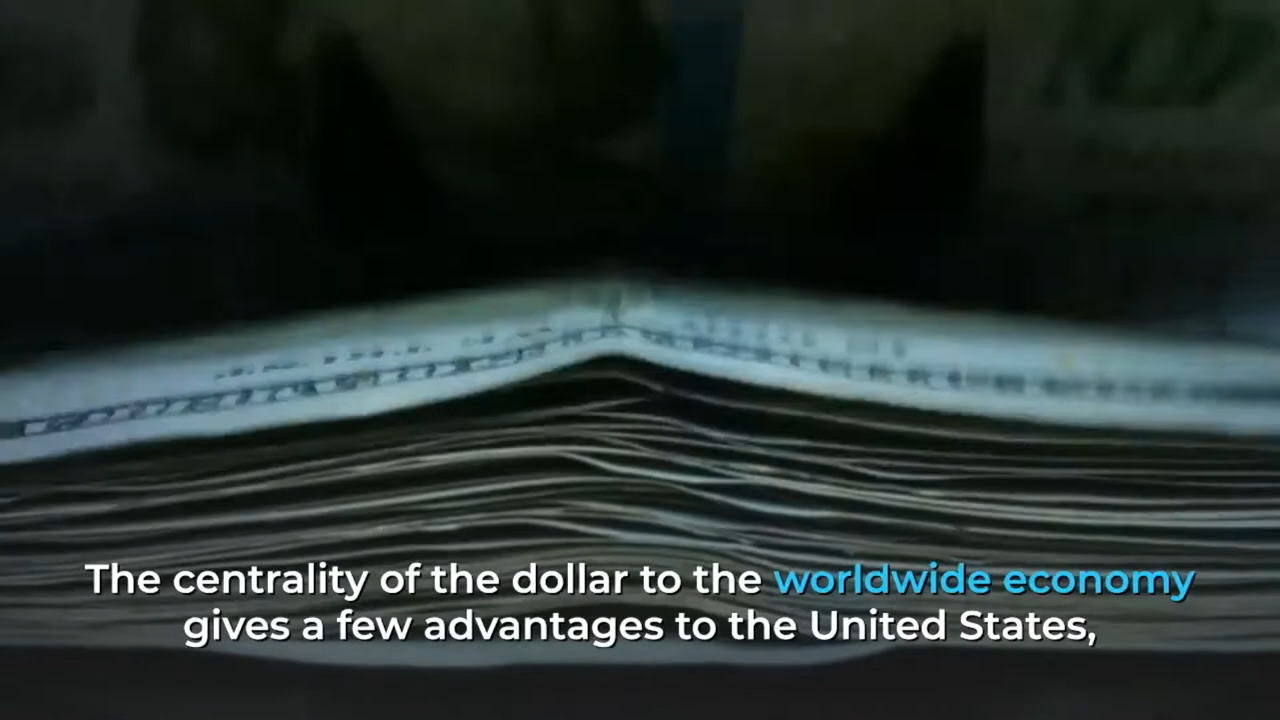 The centrality of the dollar to the worldwide economy
gives a few advantages to the United States,